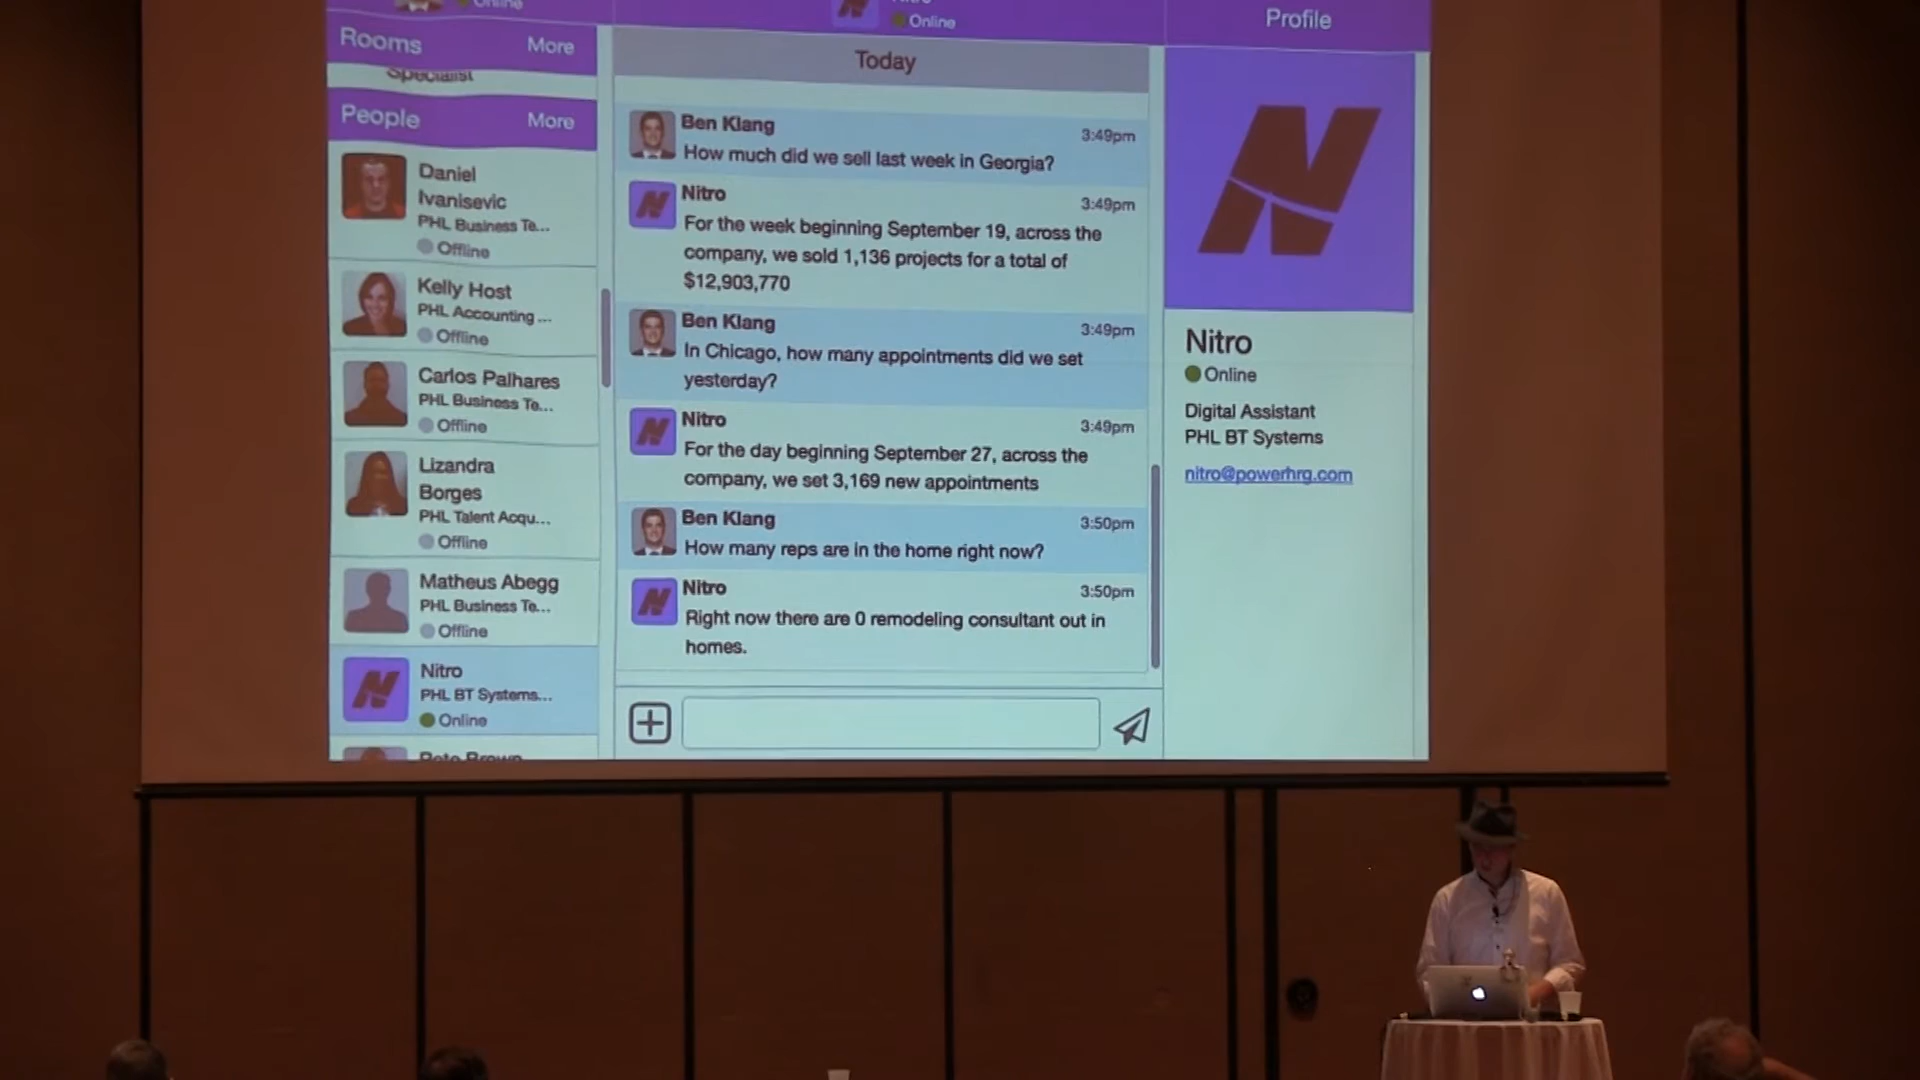 Online
Online
Profile
Rooms More
Specialist
People More
Daniel
Ivanisevic
PHL Business Te...
Offline
Kelly Host
PHL Accounting ...
Offline
Carlos Palhares
PHL Business Te...
Offline
Lizandra
Borges
PHL Talent Acqu...
Offline
Matheus Abegg
PHL Business Te...
Offline
Nitro
PHL BT Systems...
Online
Pete Brown
Today
Ben Klang 3:49pm
How much did we sell last week in Georgia?
Nitro 3:49pm
For the week beginning September 19, across the
company, we sold 1,136 projects for a total of
$12,903,770
Ben Klang 3:49pm
In Chicago, how many appointments did we set
yesterday?
Nitro 3:49pm
For the day beginning September 27, across the
company, we set 3,169 new appointments
Ben Klang 3:50pm
How many reps are in the home right now?
Nitro 3:50pm
Right now there are 0 remodeling consultant out in
homes.
N
Nitro
Online
Digital Assistant
PHL BT Systems
nitro@powerhrg.com